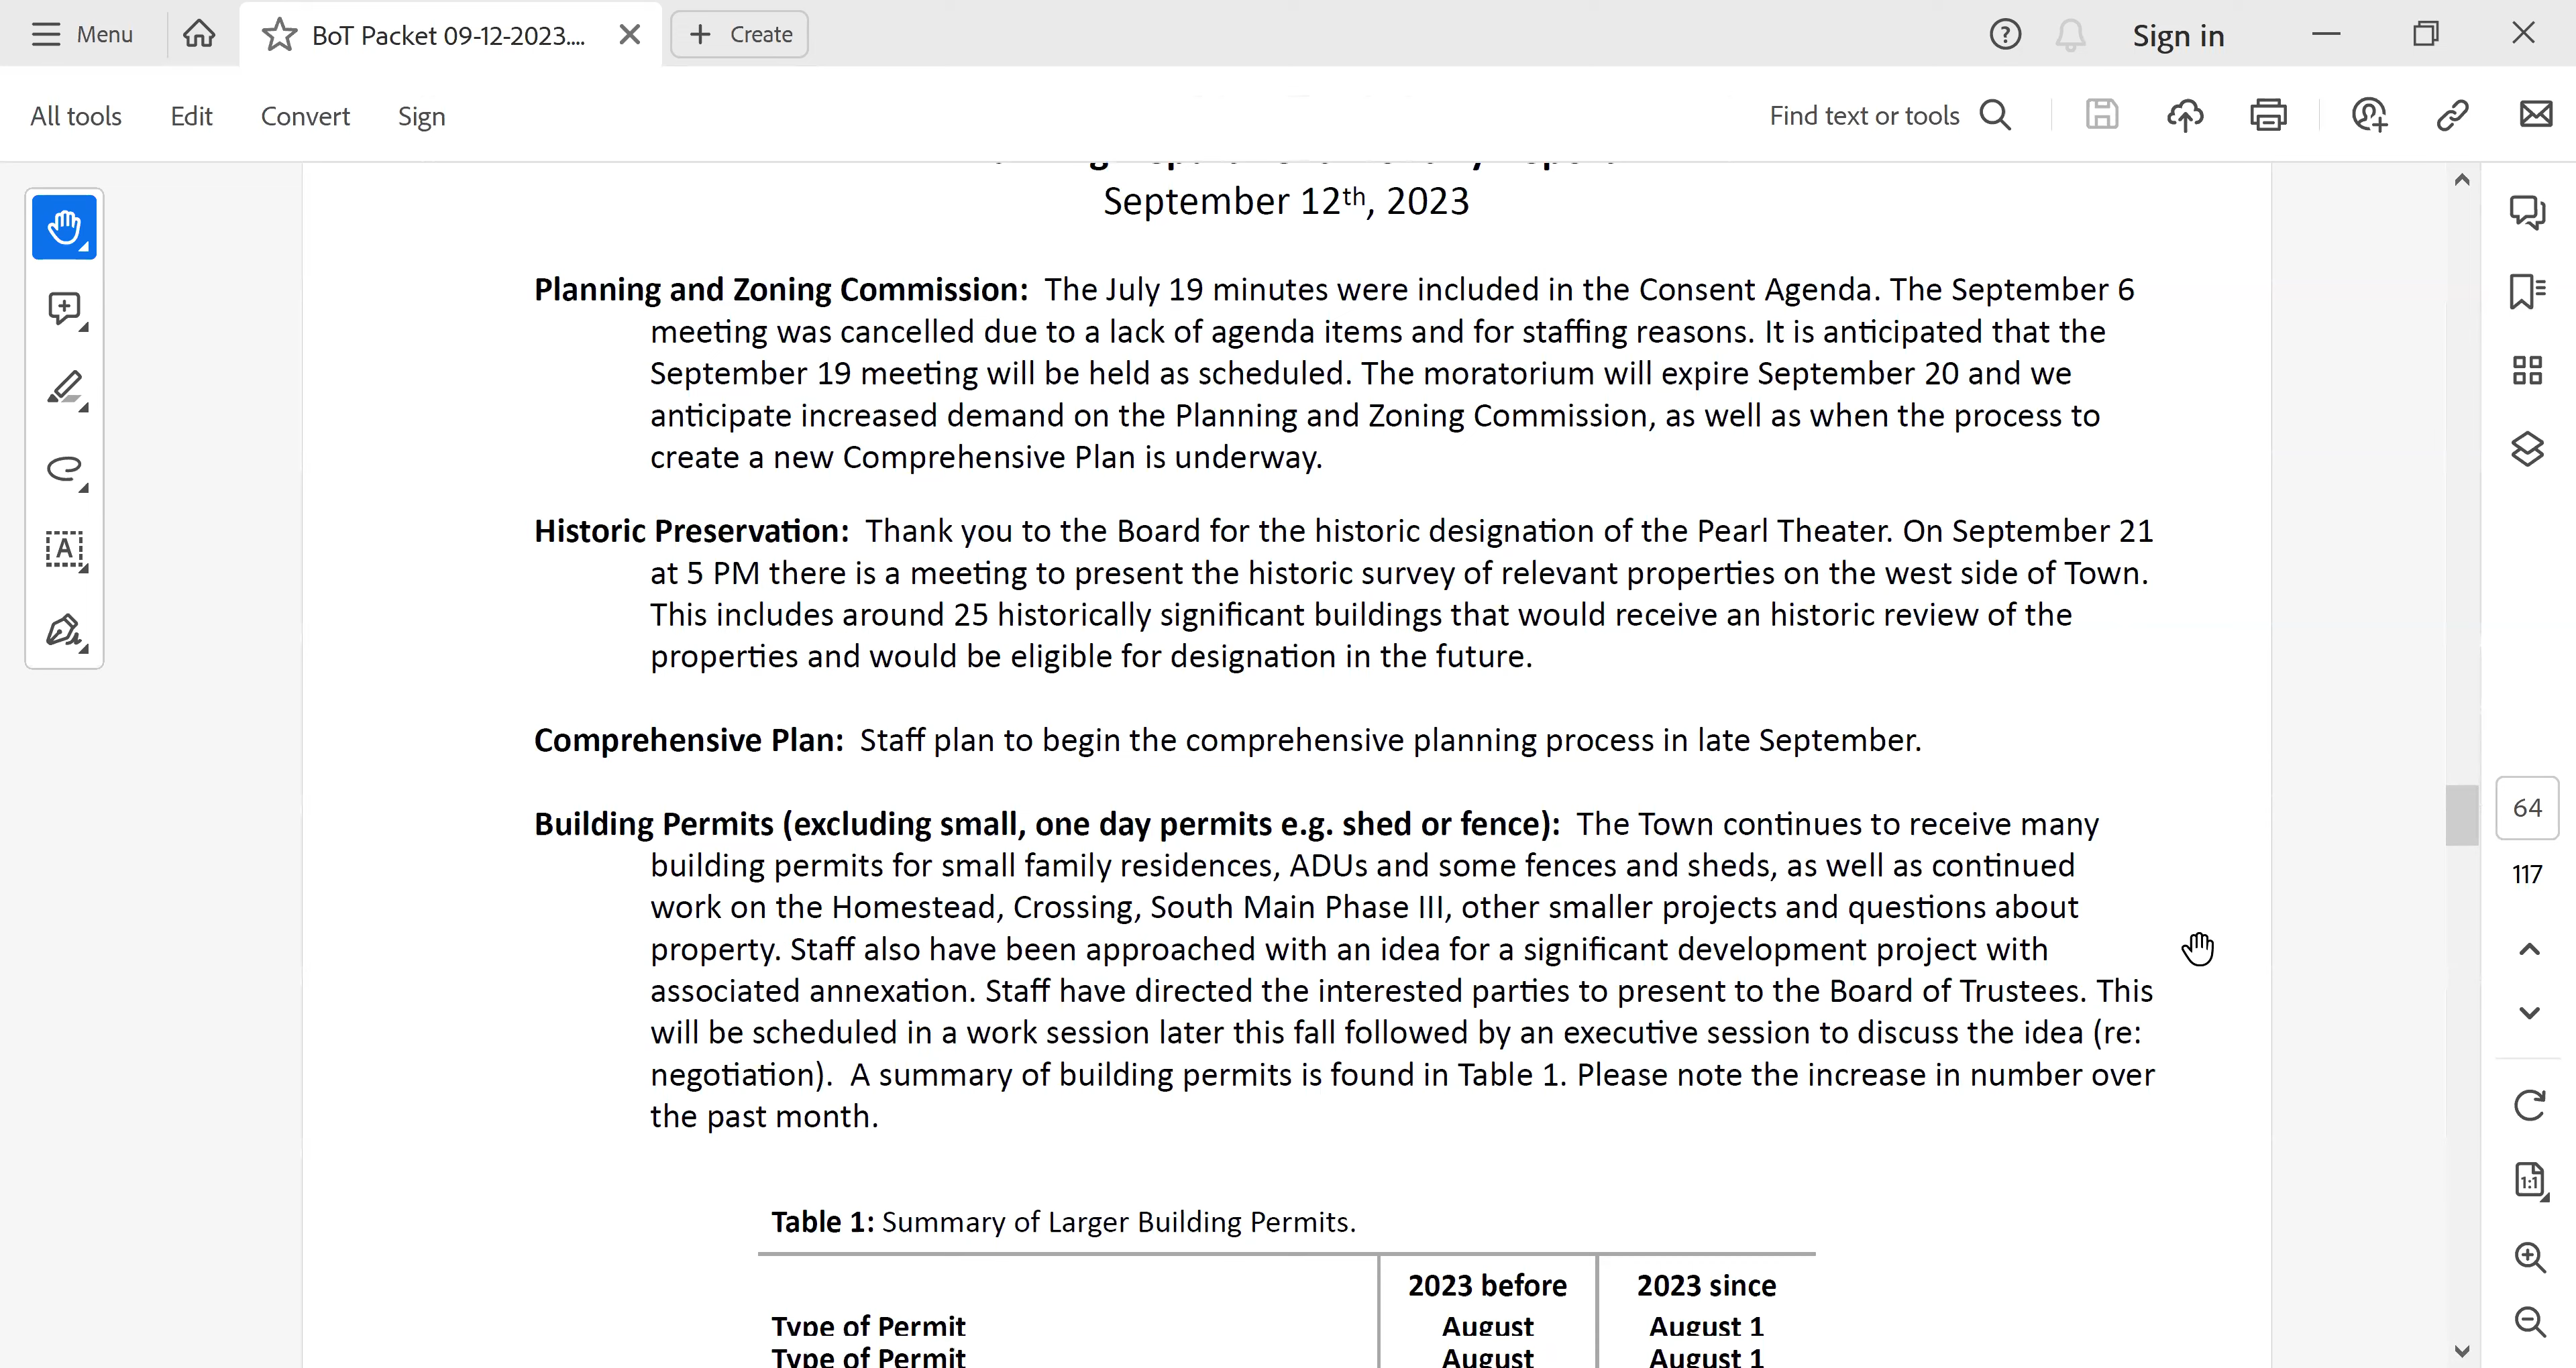 Menu
BoT Packet 09-12-2023....
Create
Sign in
All tools
Edit
Convert
Sign
Find text or tools
September 12th, 2023
Planning and Zoning Commission: The July 19 minutes were included in the Consent Agenda. The September 6
meeting was cancelled due to a lack of agenda items and for staffing reasons. It is anticipated that the
September 19 meeting will be held as scheduled. The moratorium will expire September 20 and we
anticipate increased demand on the Planning and Zoning Commission, as well as when the process to
create a new Comprehensive Plan is underway.
Historic Preservation: Thank you to the Board for the historic designation of the Pearl Theater. On September 21
at 5 PM there is a meeting to present the historic survey of relevant properties on the west side of Town.
This includes around 25 historically significant buildings that would receive an historic review of the
properties and would be eligible for designation in the future.
Comprehensive Plan: Staff plan to begin the comprehensive planning process in late September.
Building Permits (excluding small, one day permits e.g. shed or fence): The Town continues to receive many
building permits for small family residences, ADUs and some fences and sheds, as well as continued
work on the Homestead, Crossing, South Main Phase III, other smaller projects and questions about
property. Staff also have been approached with an idea for a significant development project with
associated annexation. Staff have directed the interested parties to present to the Board of Trustees. This
will be scheduled in a work session later this fall followed by an executive session to discuss the idea (re:
negotiation). A summary of building permits is found in Table 1. Please note the increase in number over
the past month.
Table 1: Summary of Larger Building Permits.
2023 before 2023 since
Type of Permit August August 1
Type of Permit August August 1
64
117
1:1